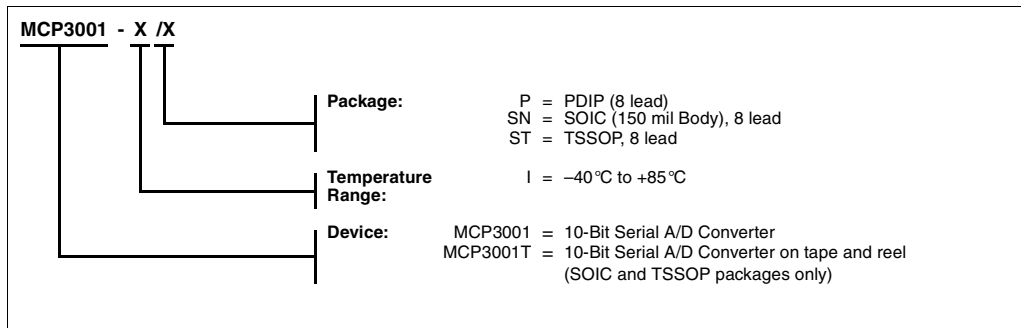 MCP3001 - X /X
Package: P = PDIP (8 lead)
SN = SOIC (150 mil Body), 8 lead
ST = TSSOP, 8 lead
Temperature I = –40°C to +85°C
Range:
Device: MCP3001 = 10-Bit Serial A/D Converter
MCP3001T = 10-Bit Serial A/D Converter on tape and reel
(SOIC and TSSOP packages only)